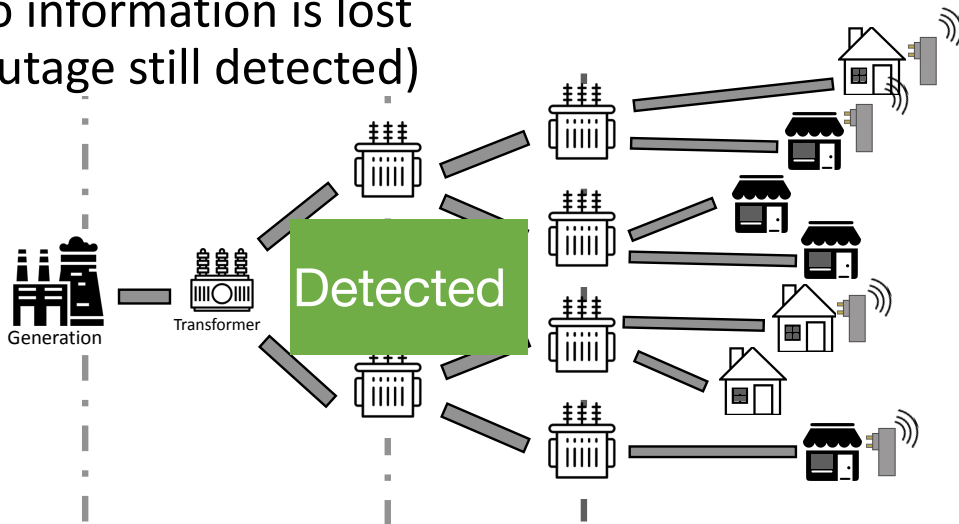 o information is lost
utage still detected)
Detected
Generation
Transformer